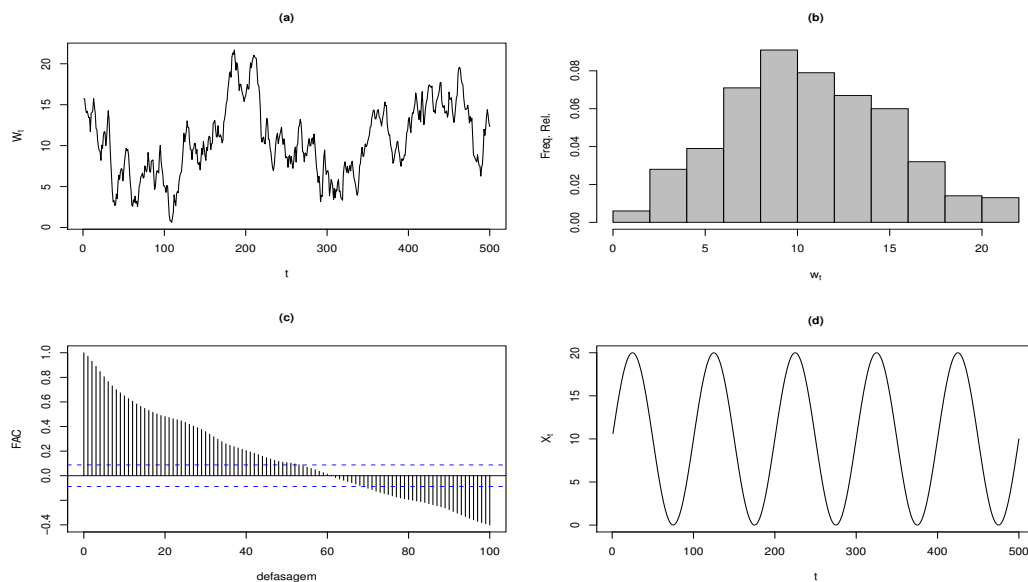 (a)
W_t
20
15
10
5
0
0 100 200 300 400 500
t
(b)
Freq. Rel.
0.08
0.06
0.04
0.02
0.00
0 5 10 15 20
w_t
(c)
FAC
1.0
0.8
0.6
0.4
0.2
0.0
−0.4
0 20 40 60 80 100
defasagem
(d)
X_t
20
15
10
5
0
0 100 200 300 400 500
t